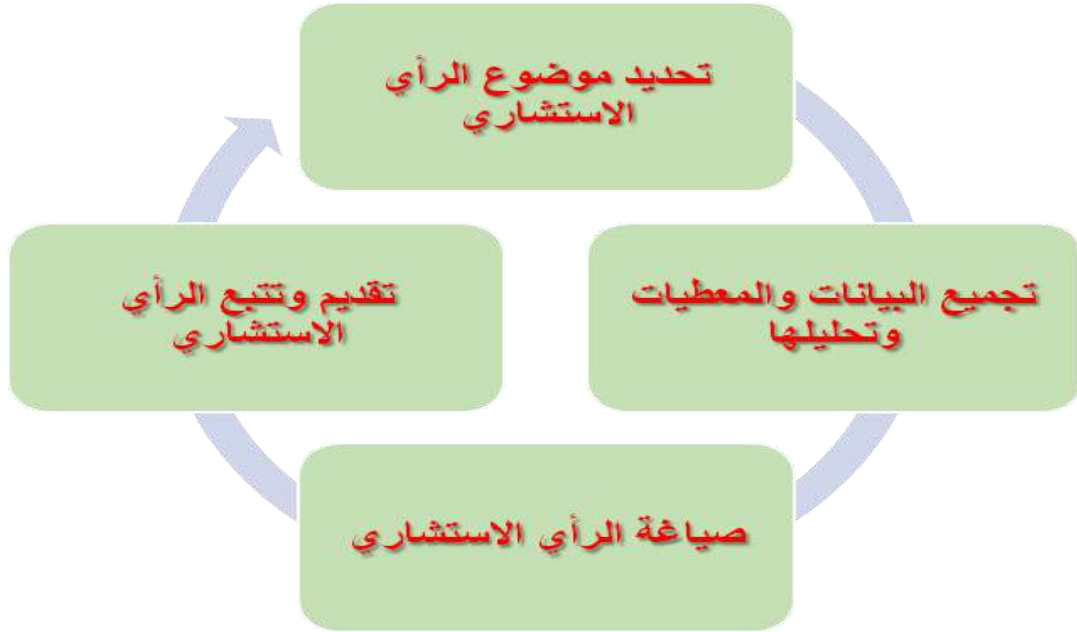 تحديد موضوع الرأي
الاستشاري
تجميع البيانات والمعطيات
وتحليلها
صياغة الرأي الاستشاري
تقديم وتتبع الرأي
الاستشاري